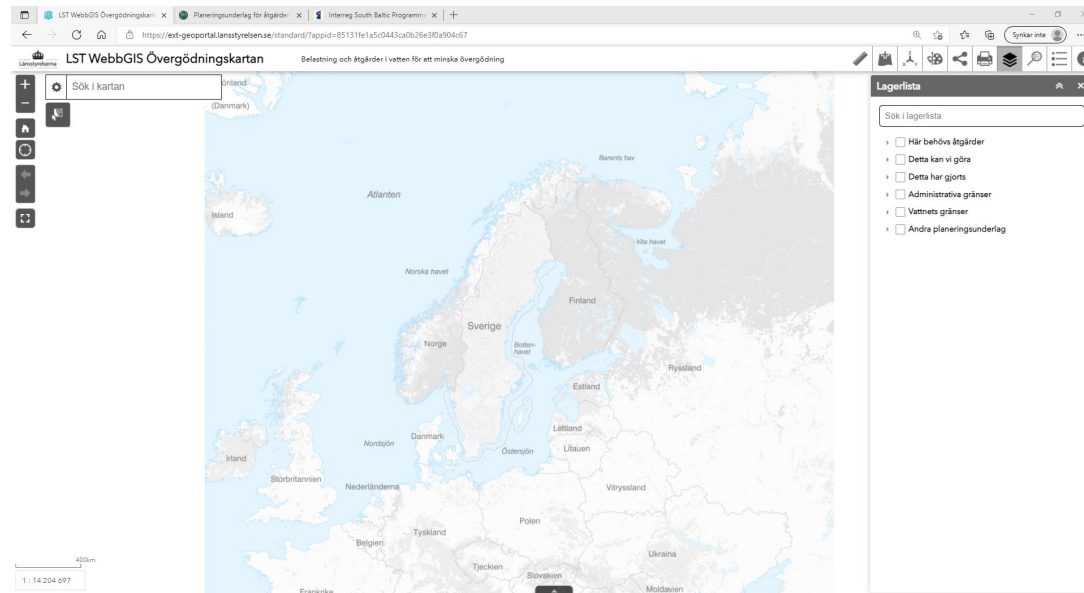 LST WebbGIS Övergödningskart
Planeringsunderlag för åtgärder
Interreg South Baltic Programme
https://ext-geoportal.lansstyrelsen.se/standard/?appid=85131fe1a5c0443ca0b26e3f0a904c67
Synkar inte
Länsstyrelserna
LST WebbGIS Övergödningskartan
Belastning och åtgärder i vatten för att minska övergödning
Sök i kartan
Lagerlista
Sök i lagerlista
Här behövs åtgärder
Detta kan vi göra
Detta har gjorts
Administrativa gränser
Vattnets gränser
Andra planeringsunderlag
(Danmark)
Barents hav
Atlanten
Island
Vita havet
Norska havet
Finland
Sverige
Norge
Botten-
havet
Ryssland
Estland
Lettland
Danmark
Nordsjön
Östersjön
Litauen
Irland
Storbritannien
Nederländerna
Vitryssland
Polen
Tyskland
Belgien
Ukraina
Tjeckien
Slovakien
Moldavien
Frankrike
400km
1 : 14 204 697